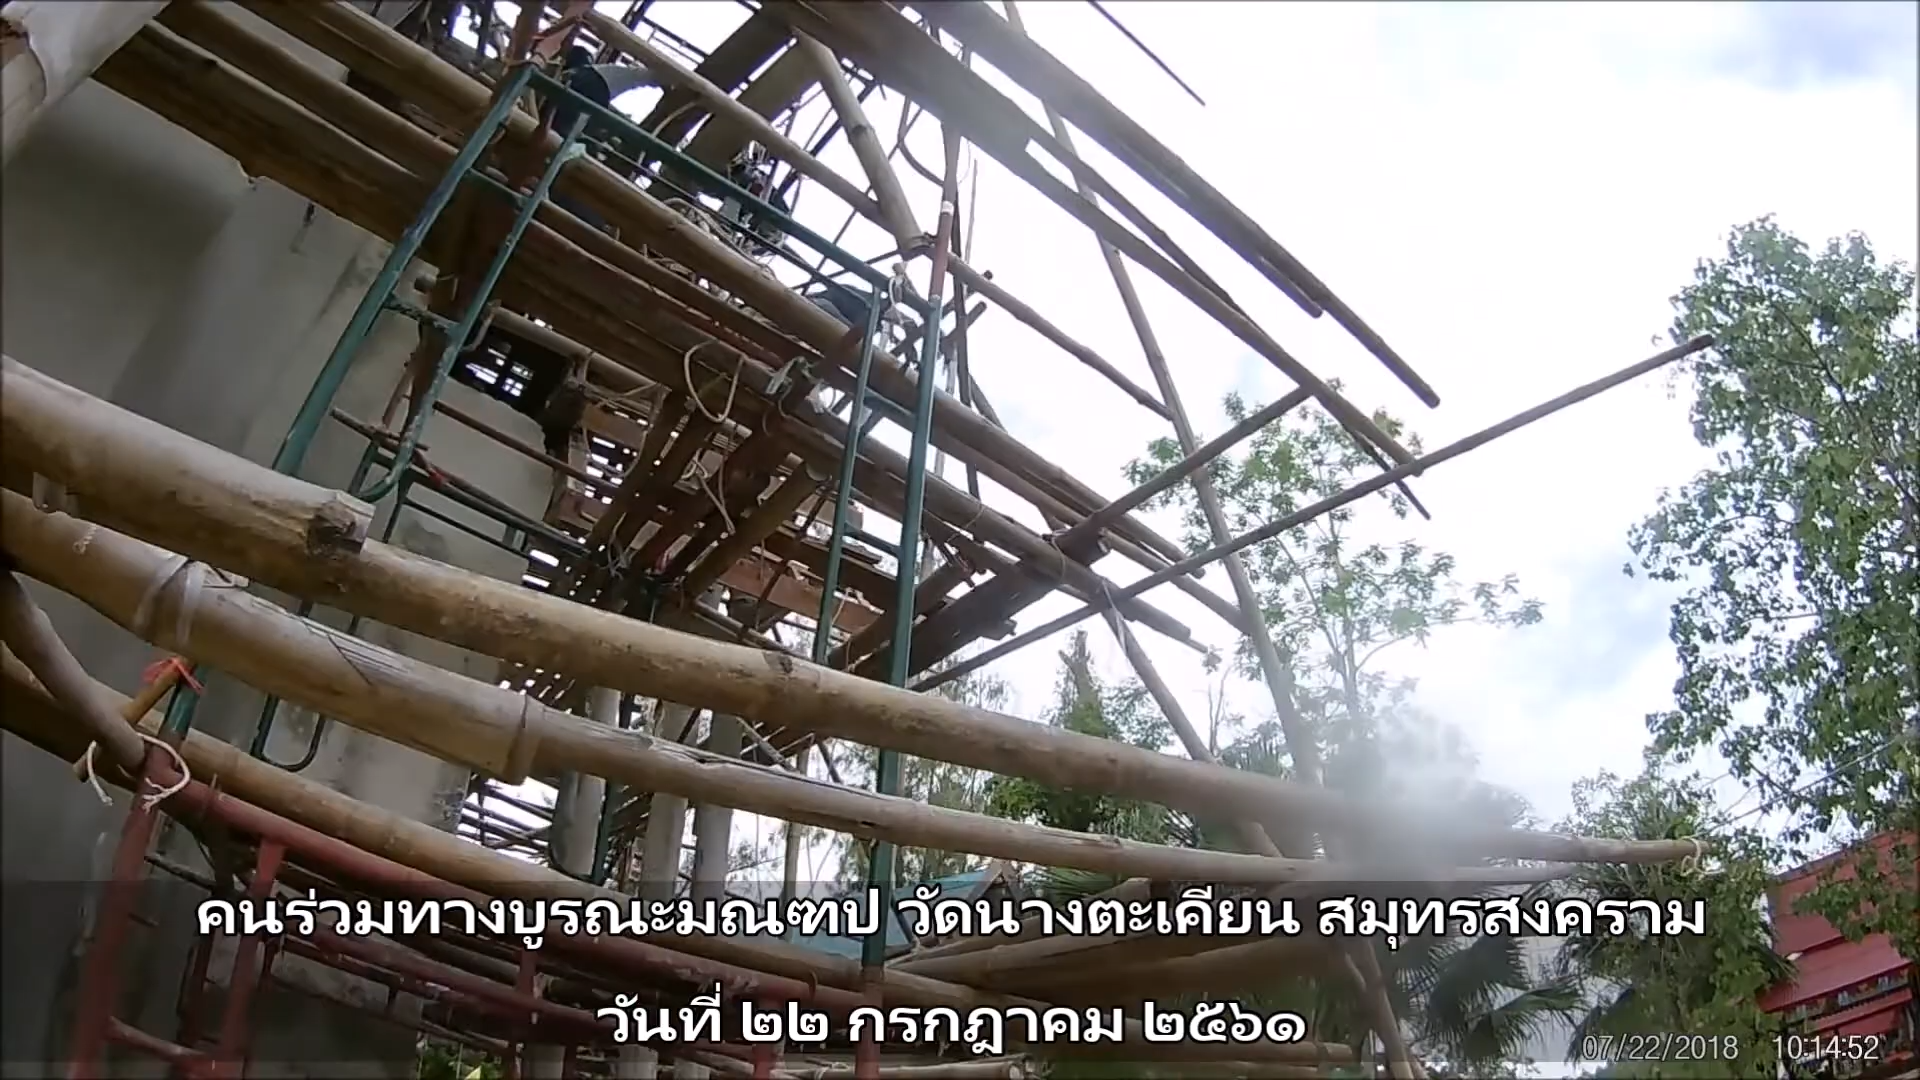 คนร่วมทางบูรณะมณฑป วัดนางตะเคียน สมุทรสงคราม
วันที่ ๒๒ กรกฎาคม ๒๕๖๑
07/22/2018 10:14:52